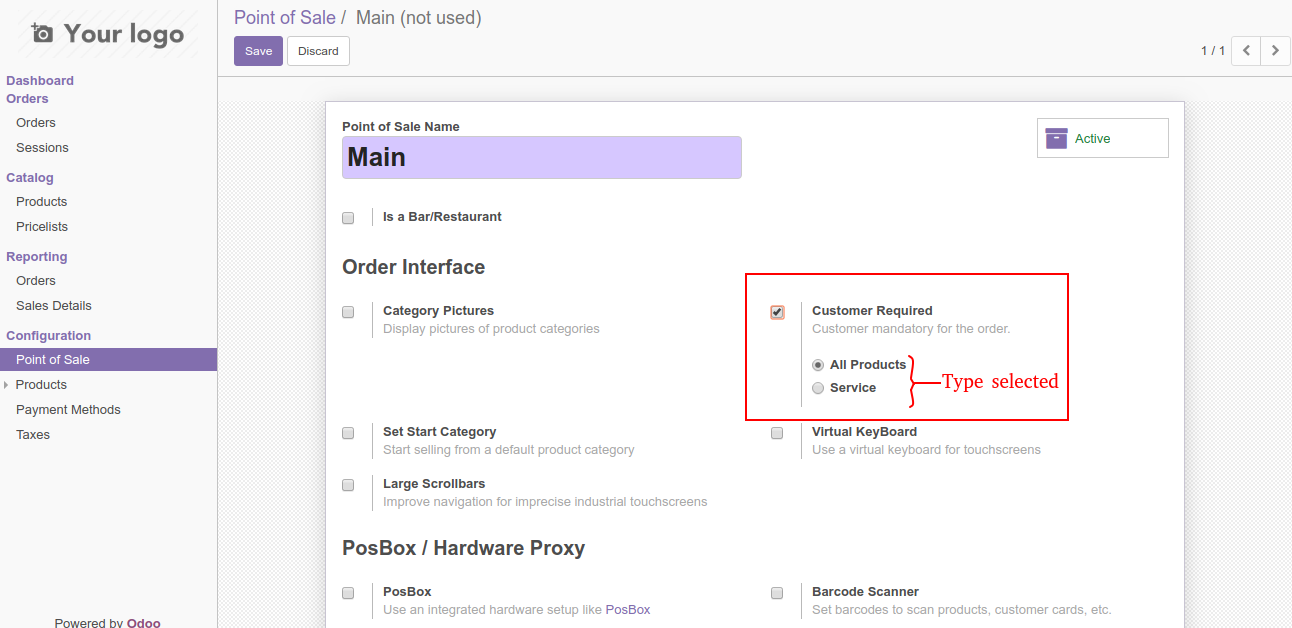 Your logo
Point of Sale / Main (not used)
Save Discard
1 / 1
Dashboard
Orders
Orders
Sessions
Catalog
Products
Pricelists
Reporting
Orders
Sales Details
Configuration
Point of Sale
Products
Payment Methods
Taxes
Powered by Odoo
Point of Sale Name
Main
Active
Is a Bar/Restaurant
Order Interface
Category Pictures
Display pictures of product categories
Customer Required
Customer mandatory for the order.
All Products
Service
Type selected
Set Start Category
Start selling from a default product category
Virtual KeyBoard
Use a virtual keyboard for touchscreens
Large Scrollbars
Improve navigation for imprecise industrial touchscreens
PosBox / Hardware Proxy
PosBox
Use an integrated hardware setup like PosBox
Barcode Scanner
Set barcodes to scan products, customer cards, etc.